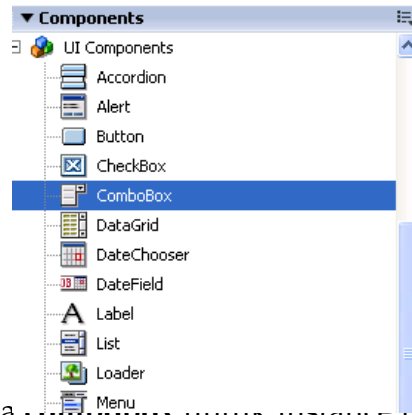 Components
UI Components
Accordion
Alert
Button
CheckBox
ComboBox
DataGrid
DateChooser
DateField
Label
List
Loader
Menu
a